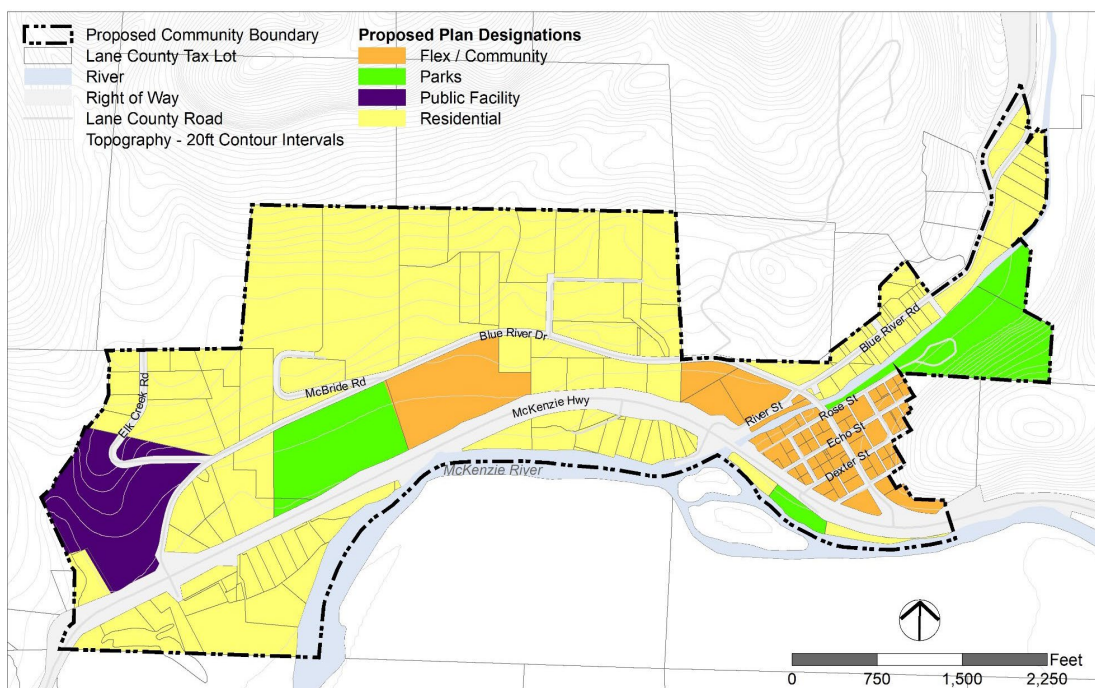 Proposed Community Boundary
Lane County Tax Lot
River
Right of Way
Lane County Road
Topography - 20ft Contour Intervals
Proposed Plan Designations
Flex / Community
Parks
Public Facility
Residential
Blue River Rd
Blue River Dr
McBride Rd
Elk Creek Rd
McKenzie Hwy
River St
Rose St
Echo St
Dexter St
McKenzie River
Feet
0 750 1,500 2,250